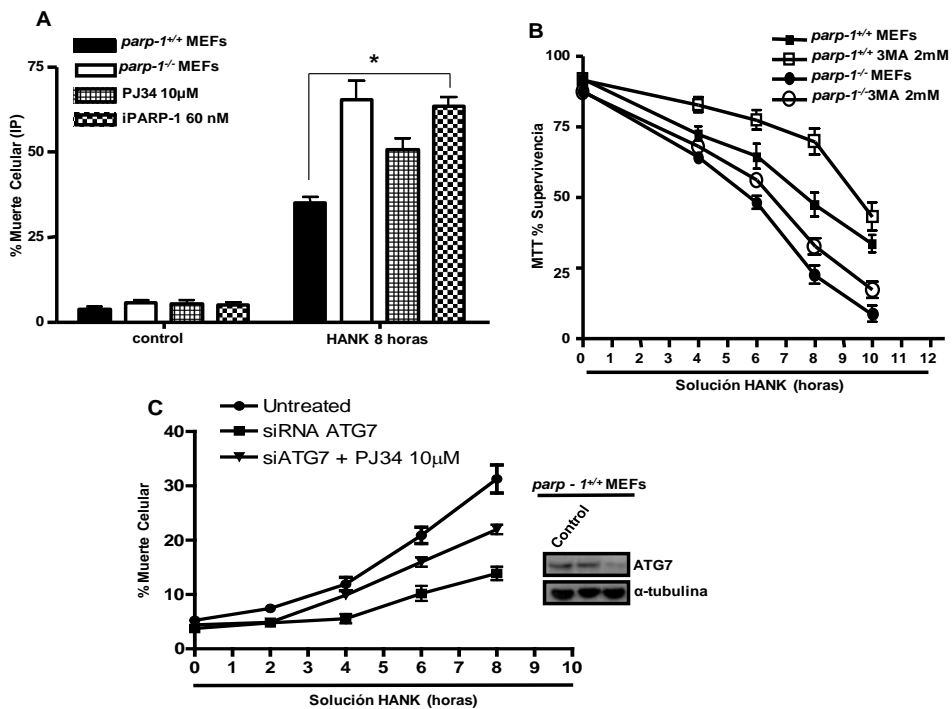 A
parp-1+/+ MEFs
parp-1-/- MEFs
PJ34 10µM
iPARP-1 60 nM
*
% Muerte Celular (IP)
75
50
25
0
control
HANK 8 horas
B
parp-1+/+ MEFs
parp-1+/+ 3MA 2mM
parp-1-/- MEFs
parp-1-/-3MA 2mM
MTT % Supervivencia
100
75
50
25
0
0 1 2 3 4 5 6 7 8 9 10 11 12
Solución HANK (horas)
C
Untreated
siRNA ATG7
siATG7 + PJ34 10µM
% Muerte Celular
40
30
20
10
0
0 1 2 3 4 5 6 7 8 9 10
Solución HANK (horas)
parp - 1+/+ MEFs
Control
ATG7
α-tubulina